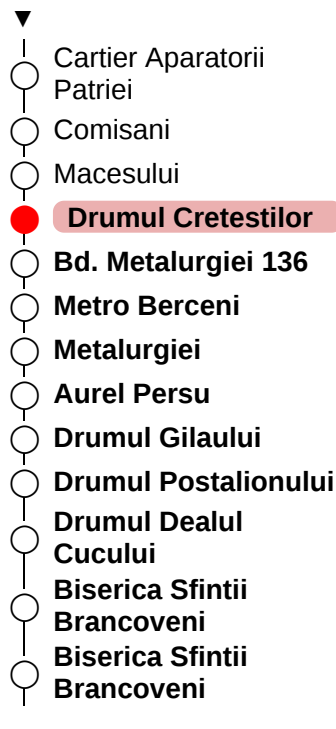 Cartier Aparatorii
Patriei
Comisani
Macesului
Drumul Cretestilor
Bd. Metalurgiei 136
Metro Berceni
Metalurgiei
Aurel Persu
Drumul Gilaului
Drumul Postalionului
Drumul Dealul
Cucului
Biserica Sfintii
Brancoveni
Biserica Sfintii
Brancoveni